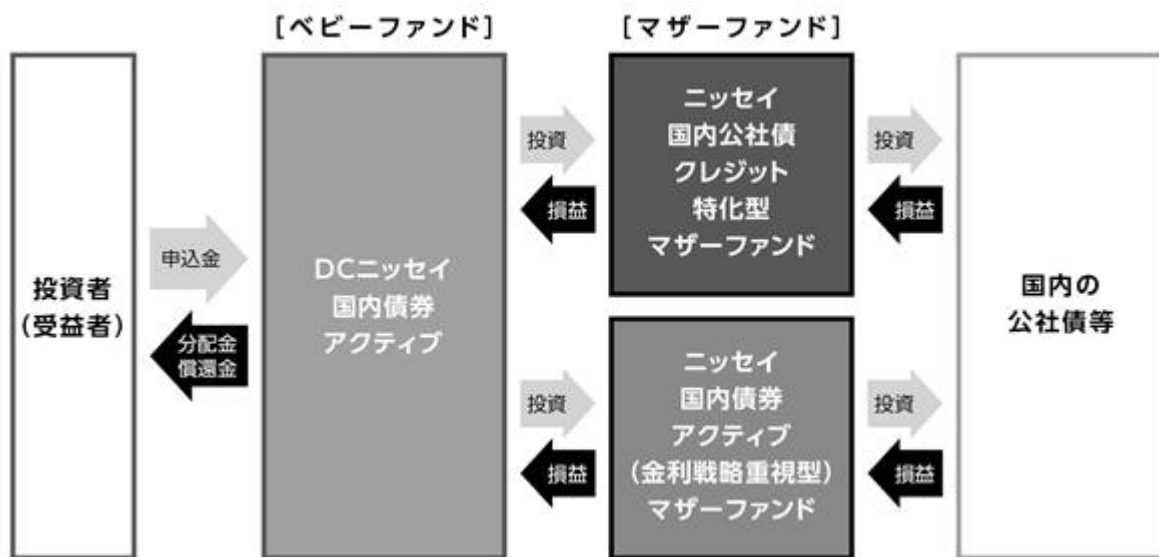 [ベビーファンド]
[マザーファンド]
投資者
(受益者)
申込金
分配金
償還金
DCニッセイ
国内債券
アクティブ
投資
損益
ニッセイ
国内公社債
クレジット
特化型
マザーファンド
投資
損益
投資
損益
ニッセイ
国内債券
アクティブ
(金利戦略重視型)
マザーファンド
投資
損益
国内の
公社債等